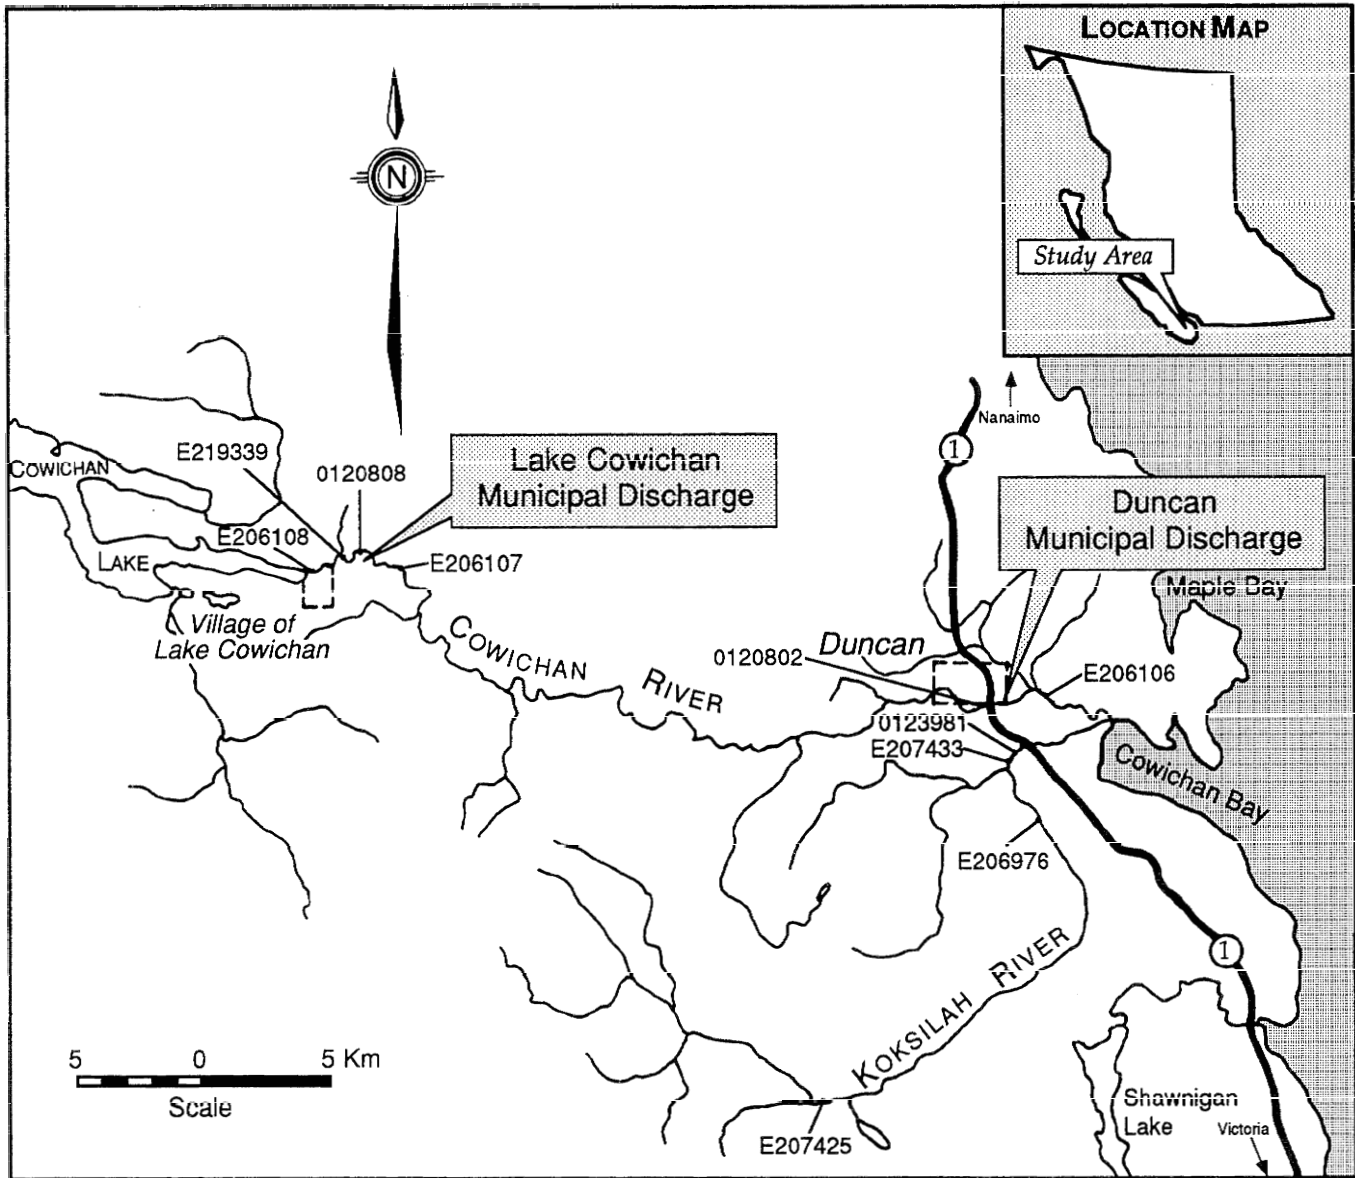 LOCATION MAP
Study Area
N
1
Nanaimo
E219339
0120808
Lake Cowichan
Municipal Discharge
COWICHAN
LAKE
E206108
E206107
Duncan
Municipal Discharge
Maple Bay
Village of
Lake Cowichan
COWICHAN
RIVER
Duncan
0120802
E206106
0123981
E207433
Cowichan Bay
E206976
KOKSILAH RIVER
1
5 0 5 Km
Scale
Shawnigan
Lake
Victoria
E207425